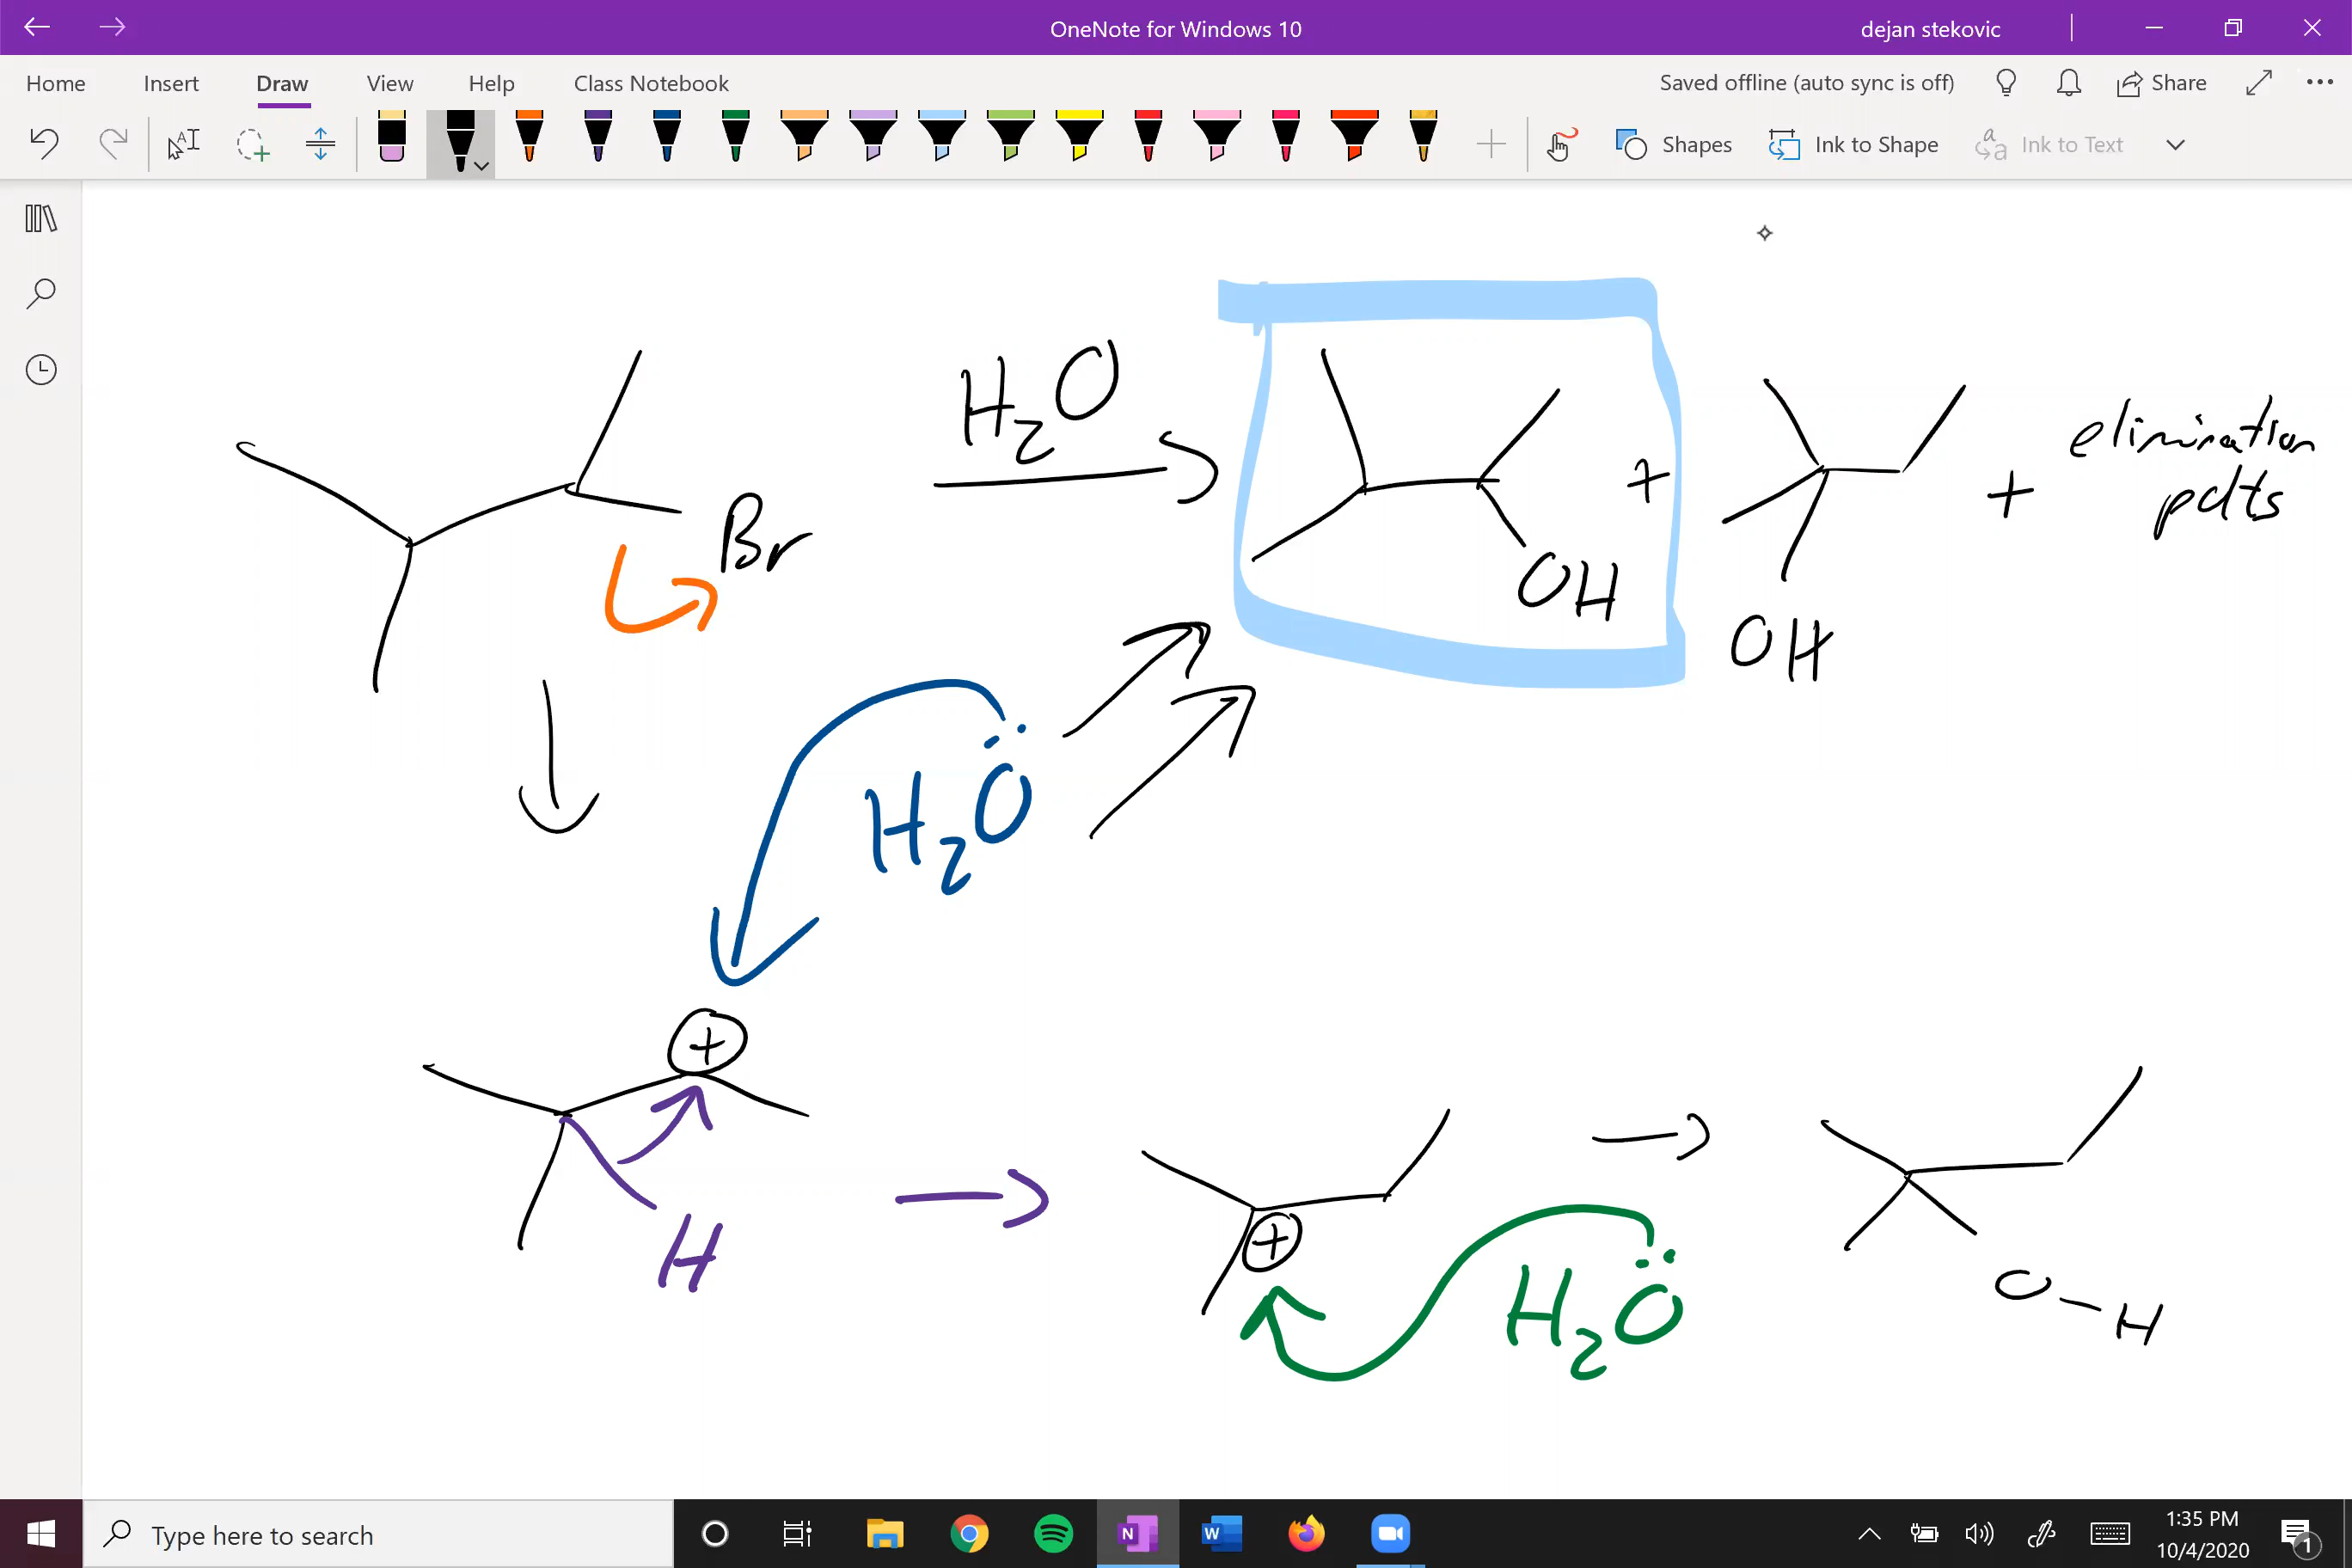 OneNote for Windows 10
dejan stekovic
Home Insert Draw View Help Class Notebook
Saved offline (auto sync is off) Share
Shapes Ink to Shape Ink to Text
H₂O
Br
OH
+
OH
+
elimination
pdts
H₂O
+
H
+
H₂O
O-H
Type here to search
1:35 PM
10/4/2020
1